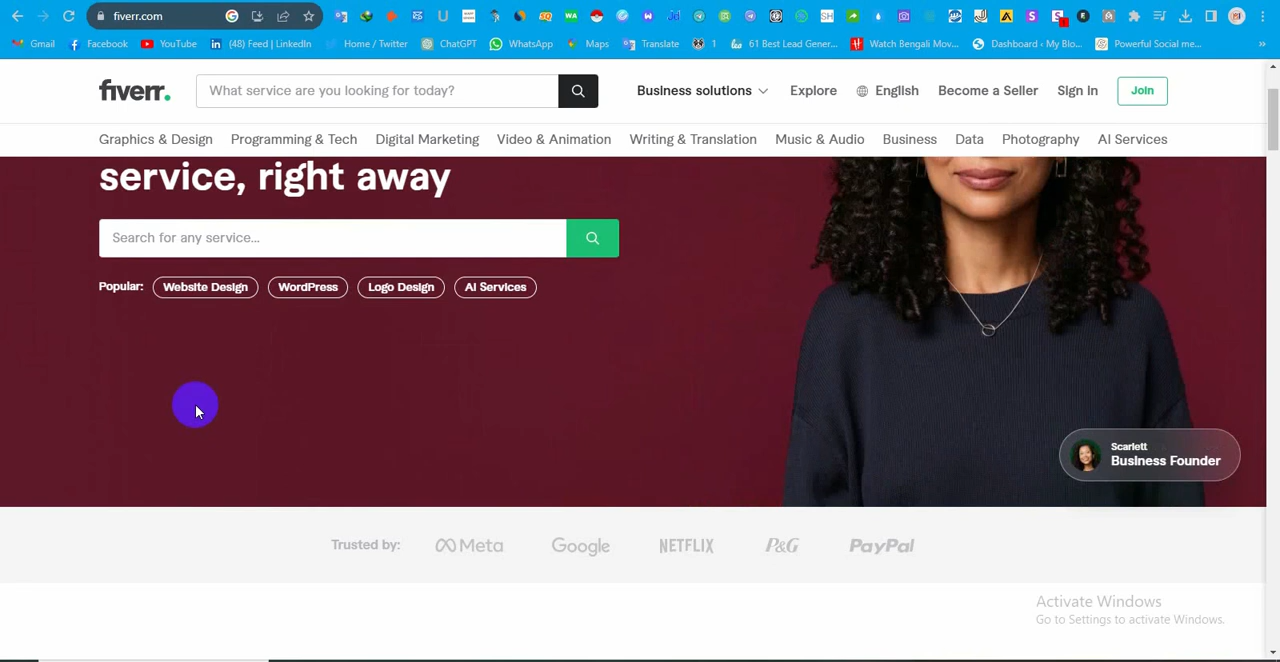 fiverr.com
Gmail Facebook YouTube (48) Feed | LinkedIn Home / Twitter ChatGPT WhatsApp Maps Translate 1 61 Best Lead Gener... Watch Bengali Mov... Dashboard ‹ My Blo... Powerful Social me... »
fiverr. What service are you looking for today? Business solutions Explore English Become a Seller Sign in Join
Graphics & Design Programming & Tech Digital Marketing Video & Animation Writing & Translation Music & Audio Business Data Photography AI Services
service, right away
Search for any service...
Popular: Website Design WordPress Logo Design AI Services
Scarlett
Business Founder
Trusted by: Meta Google NETFLIX P&G PayPal
Activate Windows
Go to Settings to activate Windows.